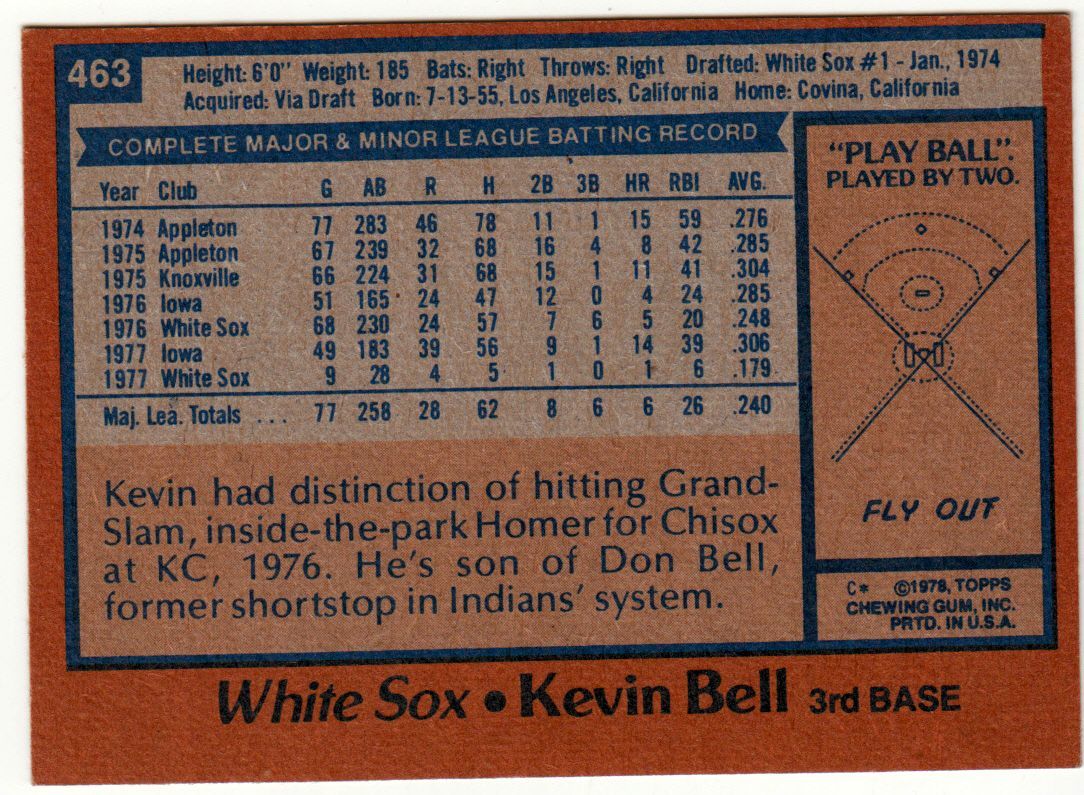 463
Height: 6'0" Weight: 185 Bats: Right Throws: Right Drafted: White Sox #1 - Jan., 1974
Acquired: Via Draft Born: 7-13-55, Los Angeles, California Home: Covina, California
COMPLETE MAJOR & MINOR LEAGUE BATTING RECORD
Year Club G AB R H 2B 3B HR RBI AVG.
1974 Appleton 77 283 46 78 11 1 15 59 .276
1975 Appleton 67 239 32 68 16 4 8 42 .285
1975 Knoxville 66 224 31 68 15 1 11 41 .304
1976 Iowa 51 165 24 47 12 0 4 24 .285
1976 White Sox 68 230 24 57 7 6 5 20 .248
1977 Iowa 49 183 39 56 9 1 14 39 .306
1977 White Sox 9 28 4 5 1 0 1 6 .179
Maj. Lea. Totals ... 77 258 28 62 8 6 6 26 .240
Kevin had distinction of hitting Grand-
Slam, inside-the-park Homer for Chisox
at KC, 1976. He's son of Don Bell,
former shortstop in Indians' system.
"PLAY BALL".
PLAYED BY TWO.
FLY OUT
C* ©1978, TOPPS
CHEWING GUM, INC.
PRTD. IN U.S.A.
White Sox • Kevin Bell 3rd BASE